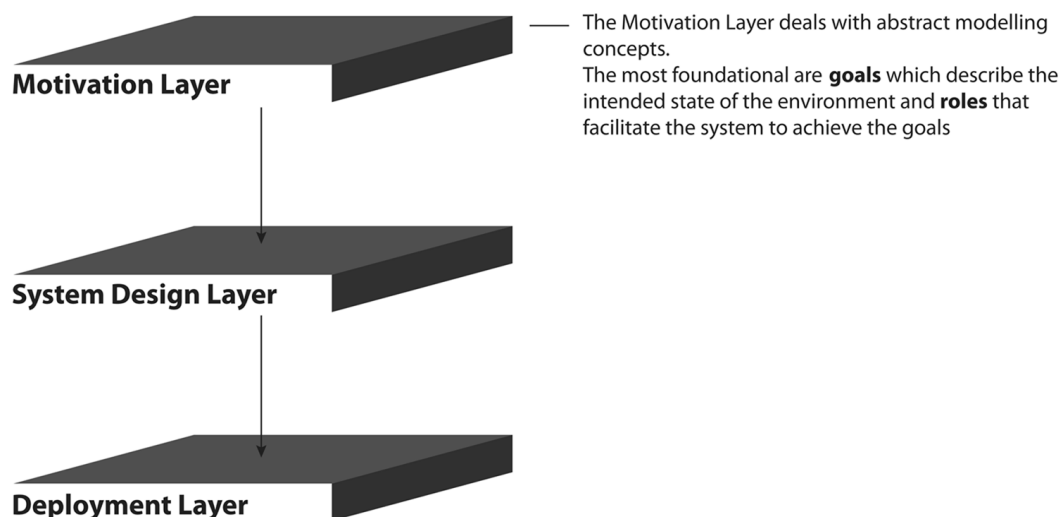 Motivation Layer
The Motivation Layer deals with abstract modelling
concepts.
The most foundational are goals which describe the
intended state of the environment and roles that
facilitate the system to achieve the goals
System Design Layer
Deployment Layer